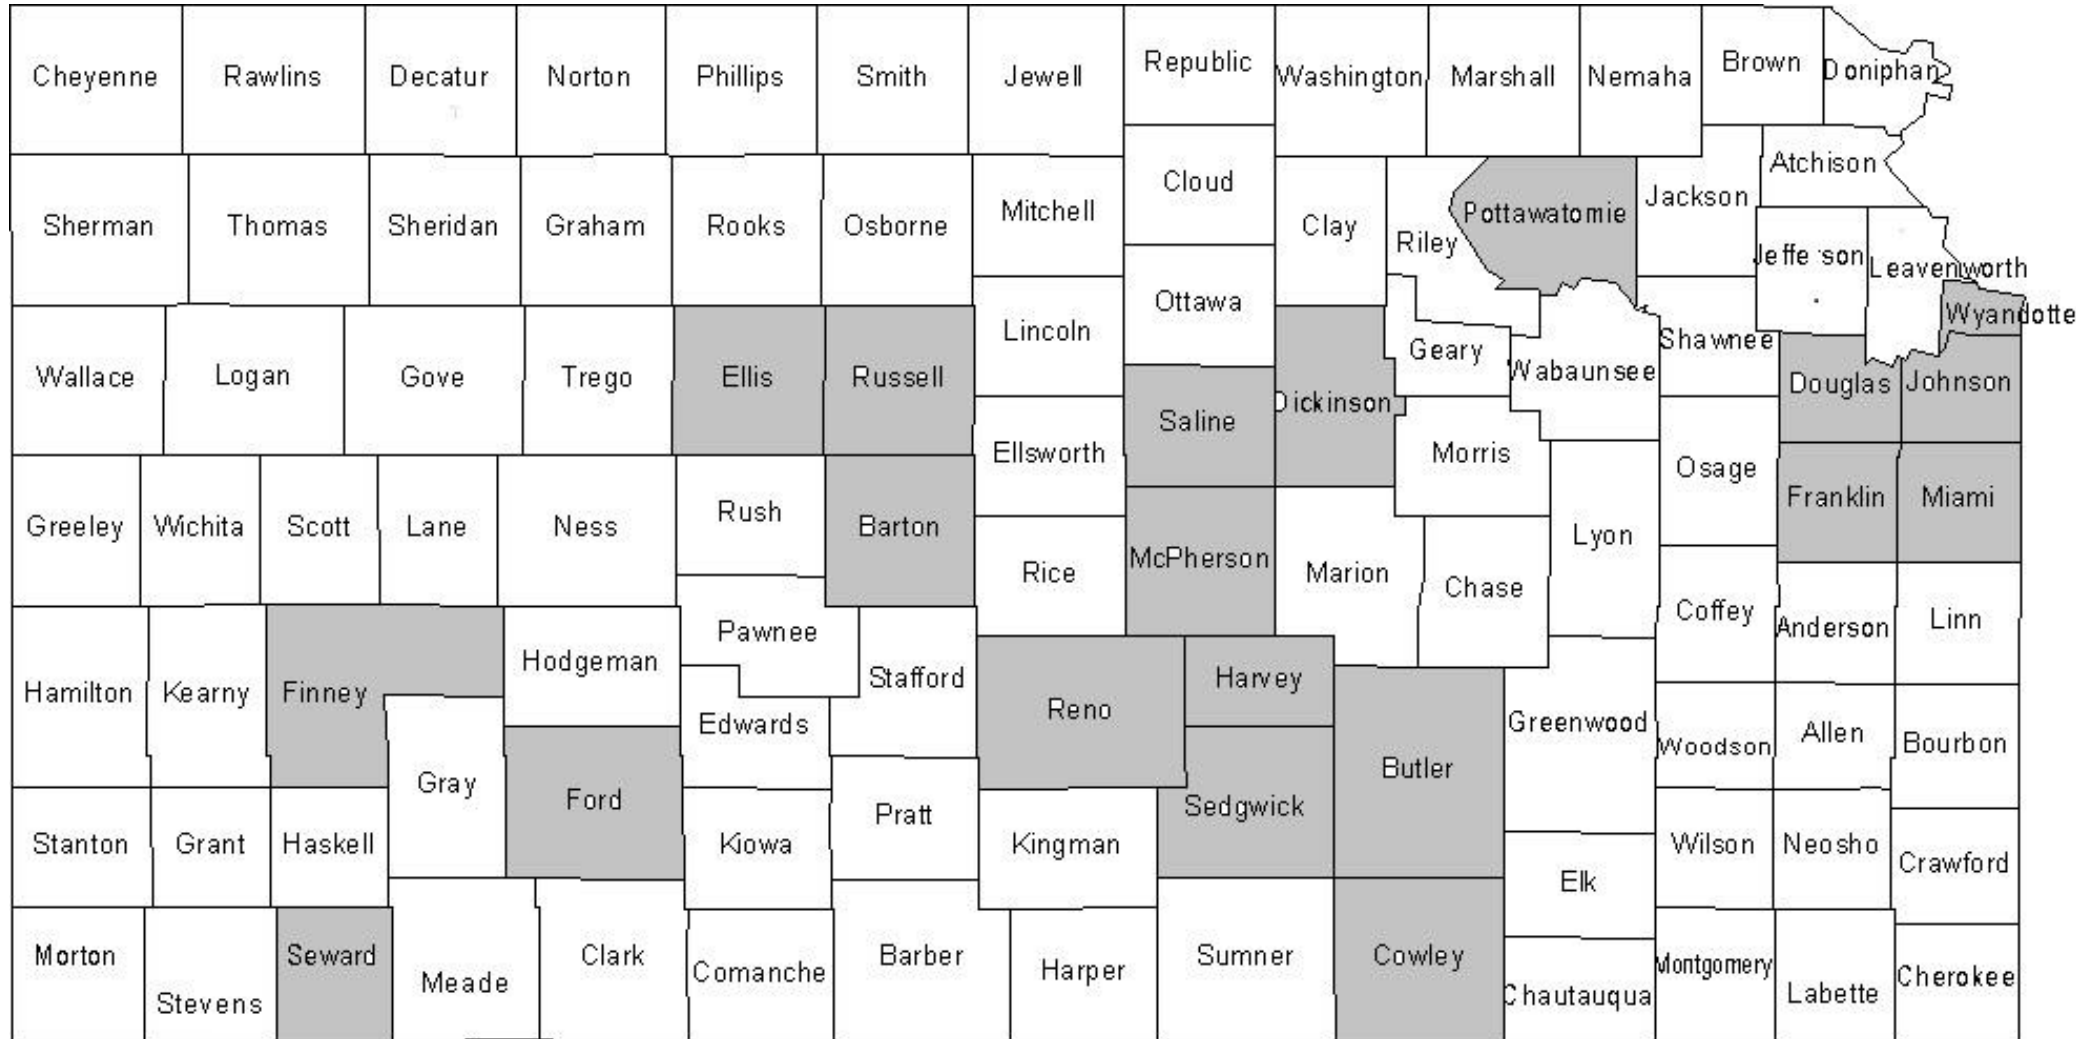 Cheyenne
Rawlins
Decatur
Norton
Phillips
Smith
Jewell
Republic
Washington
Marshall
Nemaha
Brown
Doniphan
Sherman
Thomas
Sheridan
Graham
Rooks
Osborne
Mitchell
Cloud
Clay
Riley
Pottawatomie
Jackson
Atchison
Jefferson
Leavenworth
Wyandotte
Wallace
Logan
Gove
Trego
Ellis
Russell
Lincoln
Ottawa
Saline
Dickinson
Geary
Wabaunsee
Shawnee
Douglas
Johnson
Greeley
Wichita
Scott
Lane
Ness
Rush
Barton
Ellsworth
Rice
McPherson
Marion
Morris
Chase
Lyon
Osage
Franklin
Miami
Hamilton
Kearny
Finney
Hodgeman
Pawnee
Stafford
Edwards
Reno
Harvey
Butler
Greenwood
Coffey
Anderson
Linn
Woodson
Allen
Bourbon
Stanton
Grant
Haskell
Gray
Ford
Kiowa
Pratt
Kingman
Sedgwick
Elk
Wilson
Neosho
Crawford
Morton
Stevens
Seward
Meade
Clark
Comanche
Barber
Harper
Sumner
Cowley
Chautauqua
Montgomery
Labette
Cherokee